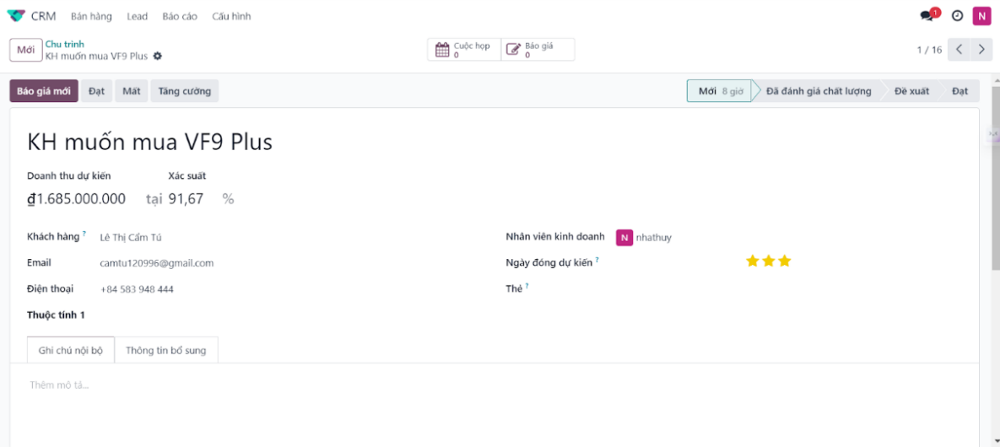 CRM Bán hàng Lead Báo cáo Cấu hình 1 N
Mới Chu trình
KH muốn mua VF9 Plus
Cuộc họp
0
Báo giá
0
1 / 16
Báo giá mới Đạt Mất Tăng cường
Mới 8 giờ Đã đánh giá chất lượng Đề xuất Đạt
KH muốn mua VF9 Plus
Doanh thu dự kiến Xác suất
₫1.685.000.000 tại 91,67 %
Khách hàng ? Lê Thị Cẩm Tú
Nhân viên kinh doanh N nhathuy
Email camtu120996@gmail.com
Ngày đóng dự kiến ?
Điện thoại +84 583 948 444
Thẻ ?
Thuộc tính 1
Ghi chú nội bộ Thông tin bổ sung
Thêm mô tả...